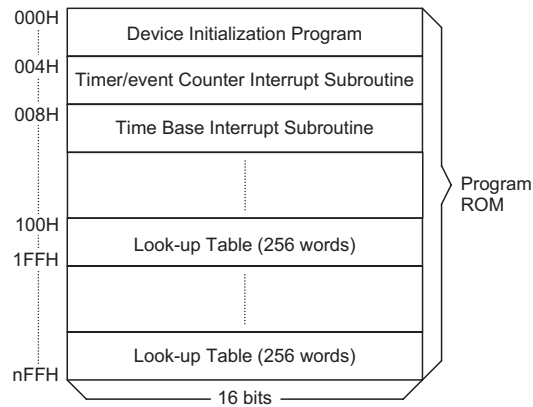 000H
Device Initialization Program
004H
Timer/event Counter Interrupt Subroutine
008H
Time Base Interrupt Subroutine
Program
ROM
100H
Look-up Table (256 words)
1FFH
Look-up Table (256 words)
nFFH
16 bits